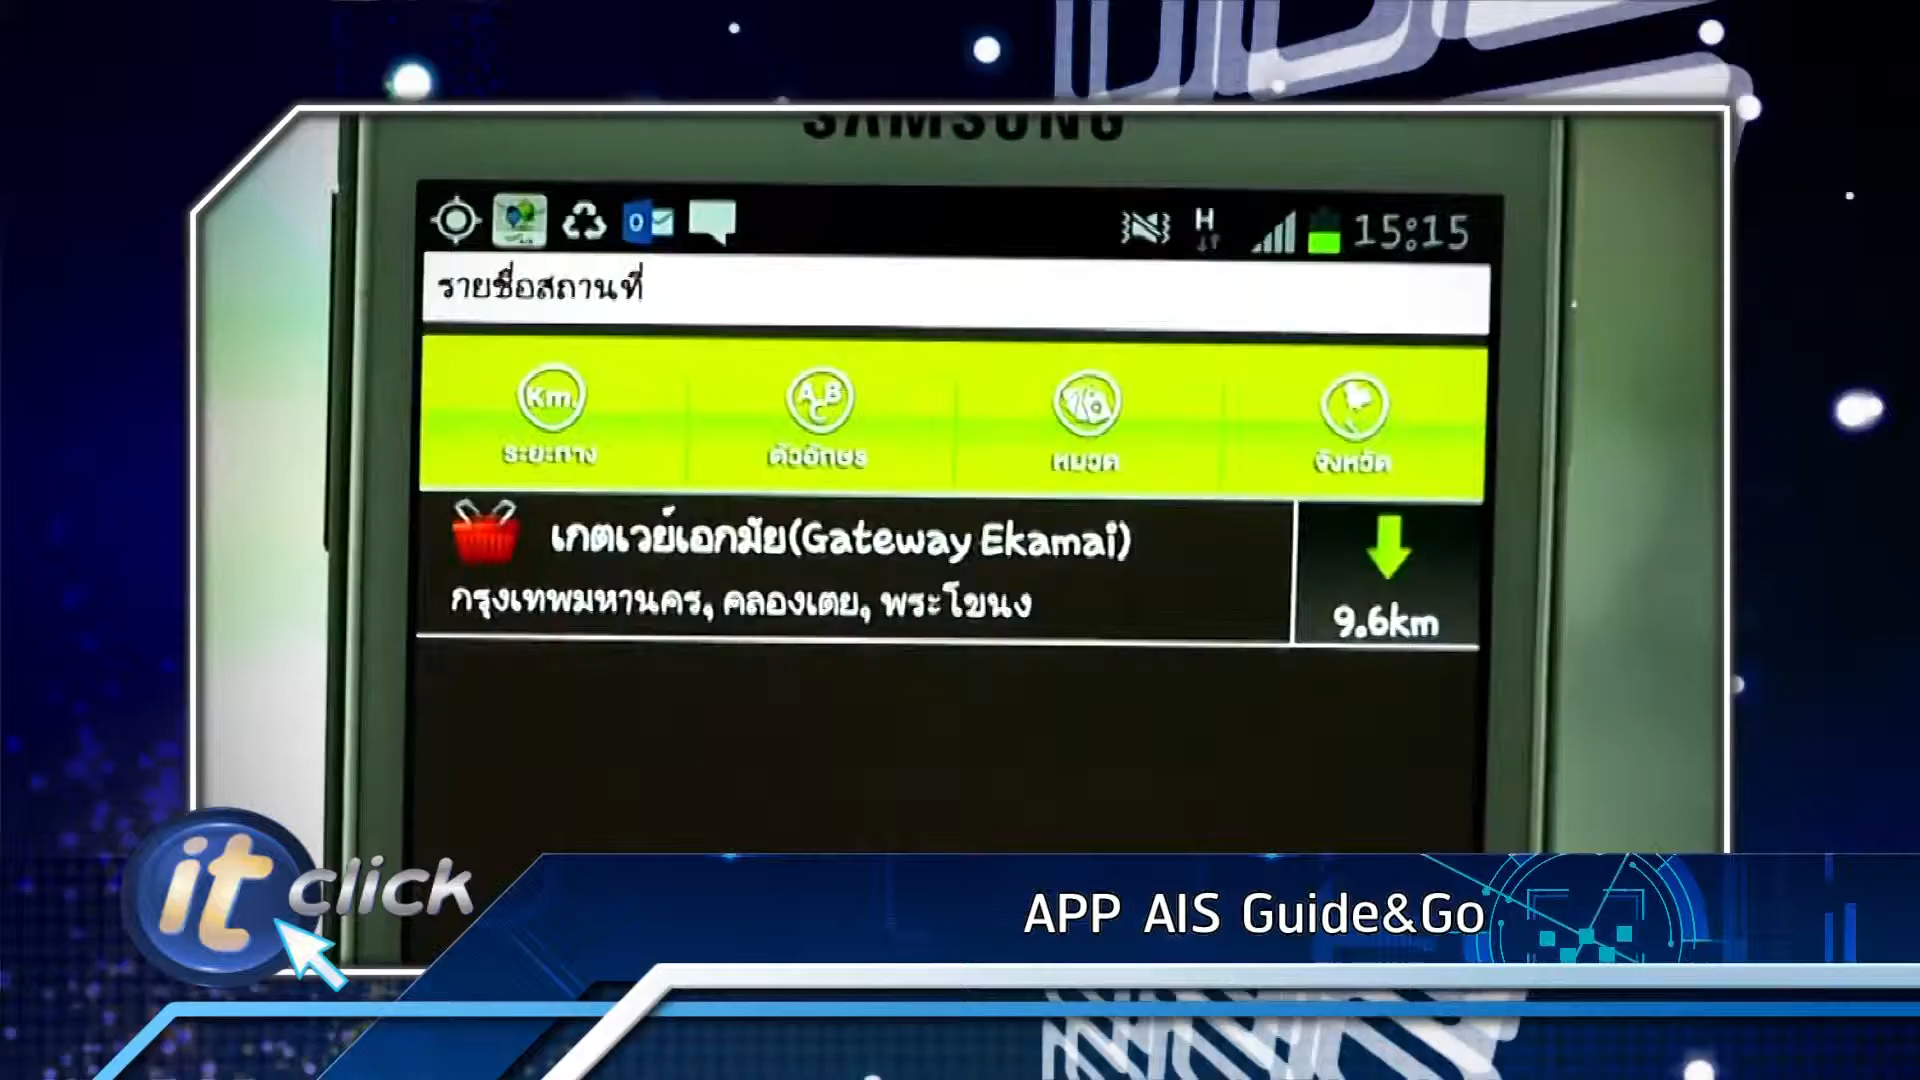 SAMSUNG
H 15:15
รายชื่อสถานที่
Km. ABC
ระยะทาง ตัวอักษร หมวด จังหวัด
เกตเวย์เอกมัย(Gateway Ekamai)
กรุงเทพมหานคร, คลองเตย, พระโขนง
9.6km
it click
APP AIS Guide&Go